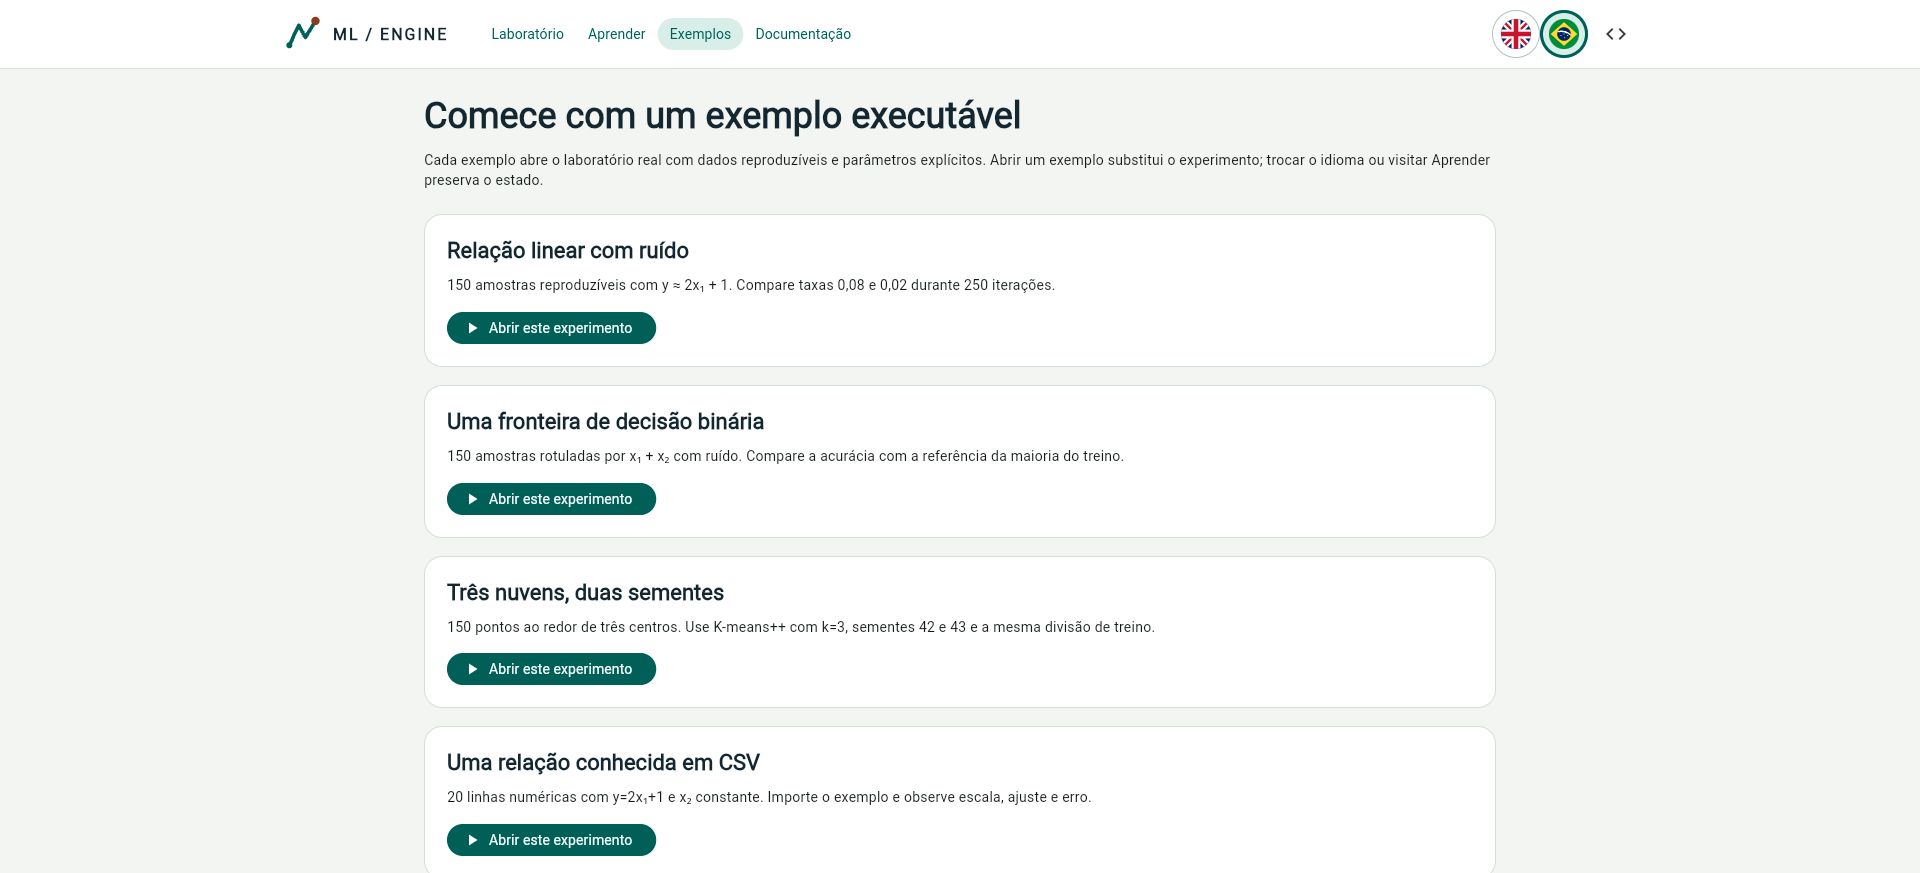 ML / ENGINE
Laboratório
Aprender
Exemplos
Documentação
Comece com um exemplo executável
Cada exemplo abre o laboratório real com dados reproduzíveis e parâmetros explícitos. Abrir um exemplo substitui o experimento; trocar o idioma ou visitar Aprender
preserva o estado.
Relação linear com ruído
150 amostras reproduzíveis com y ≈ 2x₁ + 1. Compare taxas 0,08 e 0,02 durante 250 iterações.
Abrir este experimento
Uma fronteira de decisão binária
150 amostras rotuladas por x₁ + x₂ com ruído. Compare a acurácia com a referência da maioria do treino.
Abrir este experimento
Três nuvens, duas sementes
150 pontos ao redor de três centros. Use K-means++ com k=3, sementes 42 e 43 e a mesma divisão de treino.
Abrir este experimento
Uma relação conhecida em CSV
20 linhas numéricas com y=2x₁+1 e x₂ constante. Importe o exemplo e observe escala, ajuste e erro.
Abrir este experimento